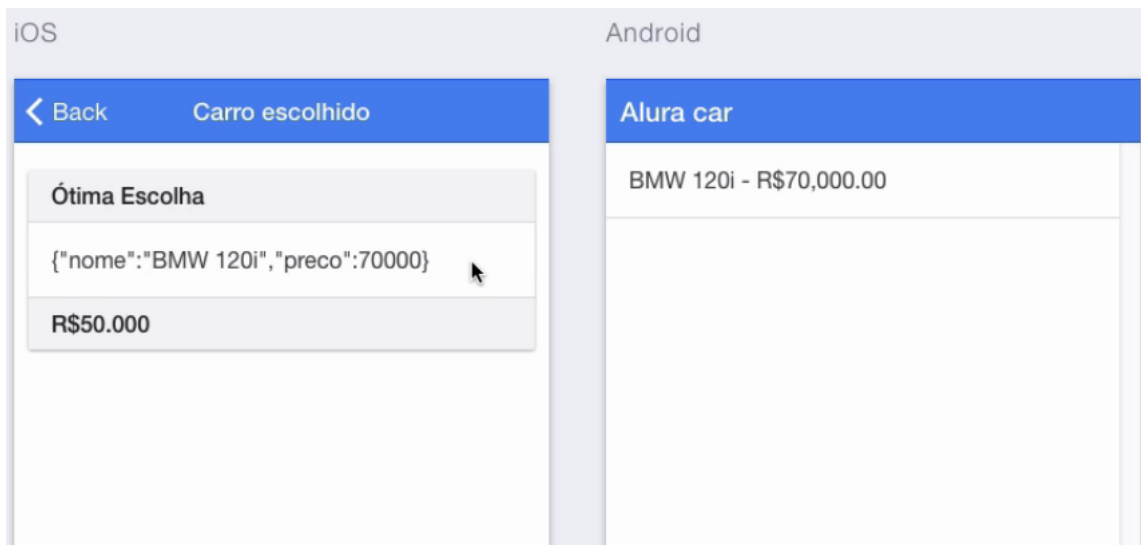 iOS
Back
Carro escolhido
Ótima Escolha
{"nome":"BMW 120i","preco":70000}
R$50.000
Android
Alura car
BMW 120i - R$70,000.00